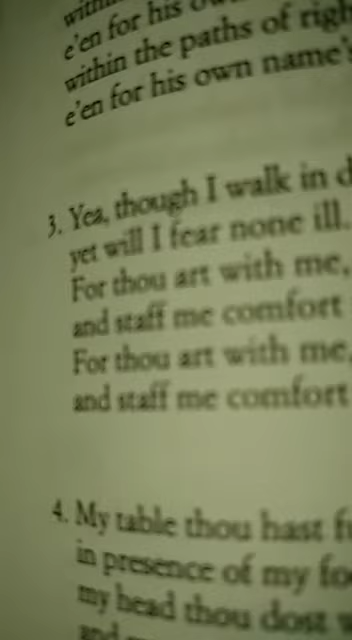 e'en for his
within the paths of
e'en for his own name's
3. Yea, though I walk in
yet will I fear none ill.
For thou art with me,
and staff me comfort
For thou art with me,
and staff me comfort
4. My table thou hast
in presence of my
my head thou dost